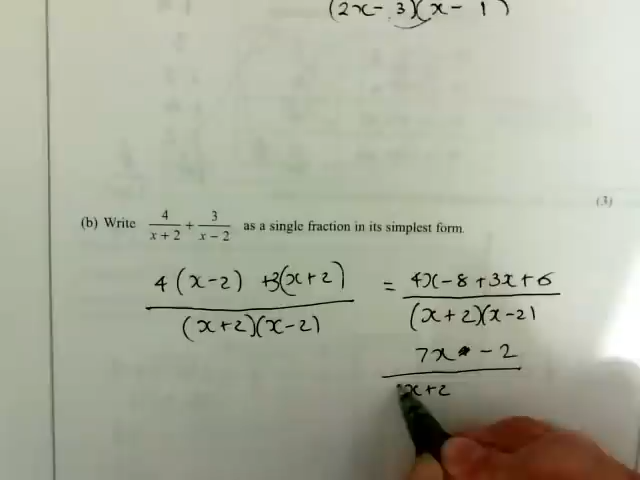 (2x - 3)(x - 1)
(3)
(b) Write 4/(x + 2) + 3/(x - 2) as a single fraction in its simplest form.
4(x-2) +3(x+2) = 4x-8+3x+6
(x+2)(x-2) (x+2)(x-2)
7x - 2
x+2